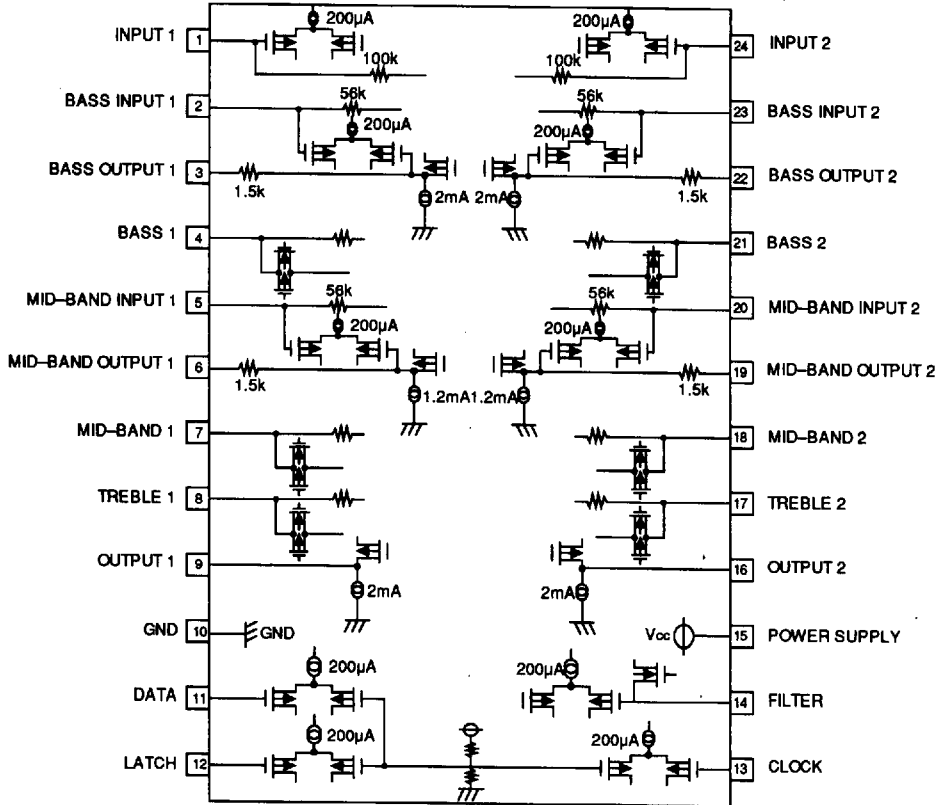 200µA 200µA
INPUT 1 1 24 INPUT 2
100k 100k
BASS INPUT 1 2 56k 56k 23 BASS INPUT 2
200µA 200µA
BASS OUTPUT 1 3 22 BASS OUTPUT 2
1.5k 2mA 2mA 1.5k
BASS 1 4 21 BASS 2
MID–BAND INPUT 1 5 56k 56k 20 MID–BAND INPUT 2
200µA 200µA
MID–BAND OUTPUT 1 6 19 MID–BAND OUTPUT 2
1.5k 1.2mA 1.2mA 1.5k
MID–BAND 1 7 18 MID–BAND 2
TREBLE 1 8 17 TREBLE 2
OUTPUT 1 9 16 OUTPUT 2
2mA 2mA
GND 10 GND Vcc 15 POWER SUPPLY
200µA 200µA
DATA 11 14 FILTER
200µA 200µA
LATCH 12 13 CLOCK